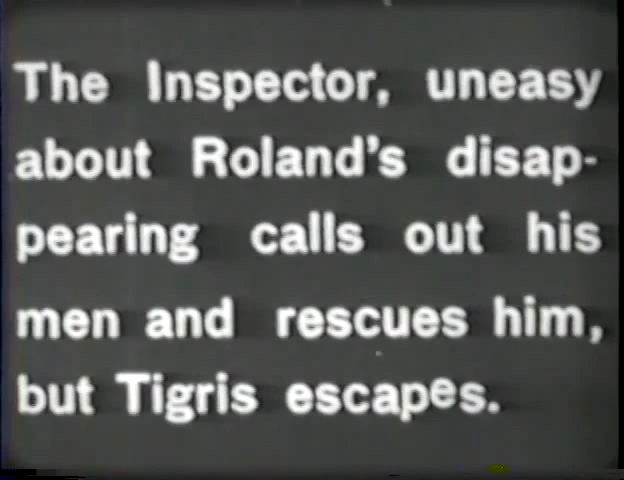 The Inspector, uneasy
about Roland's disap-
pearing calls out his
men and rescues him,
but Tigris escapes.